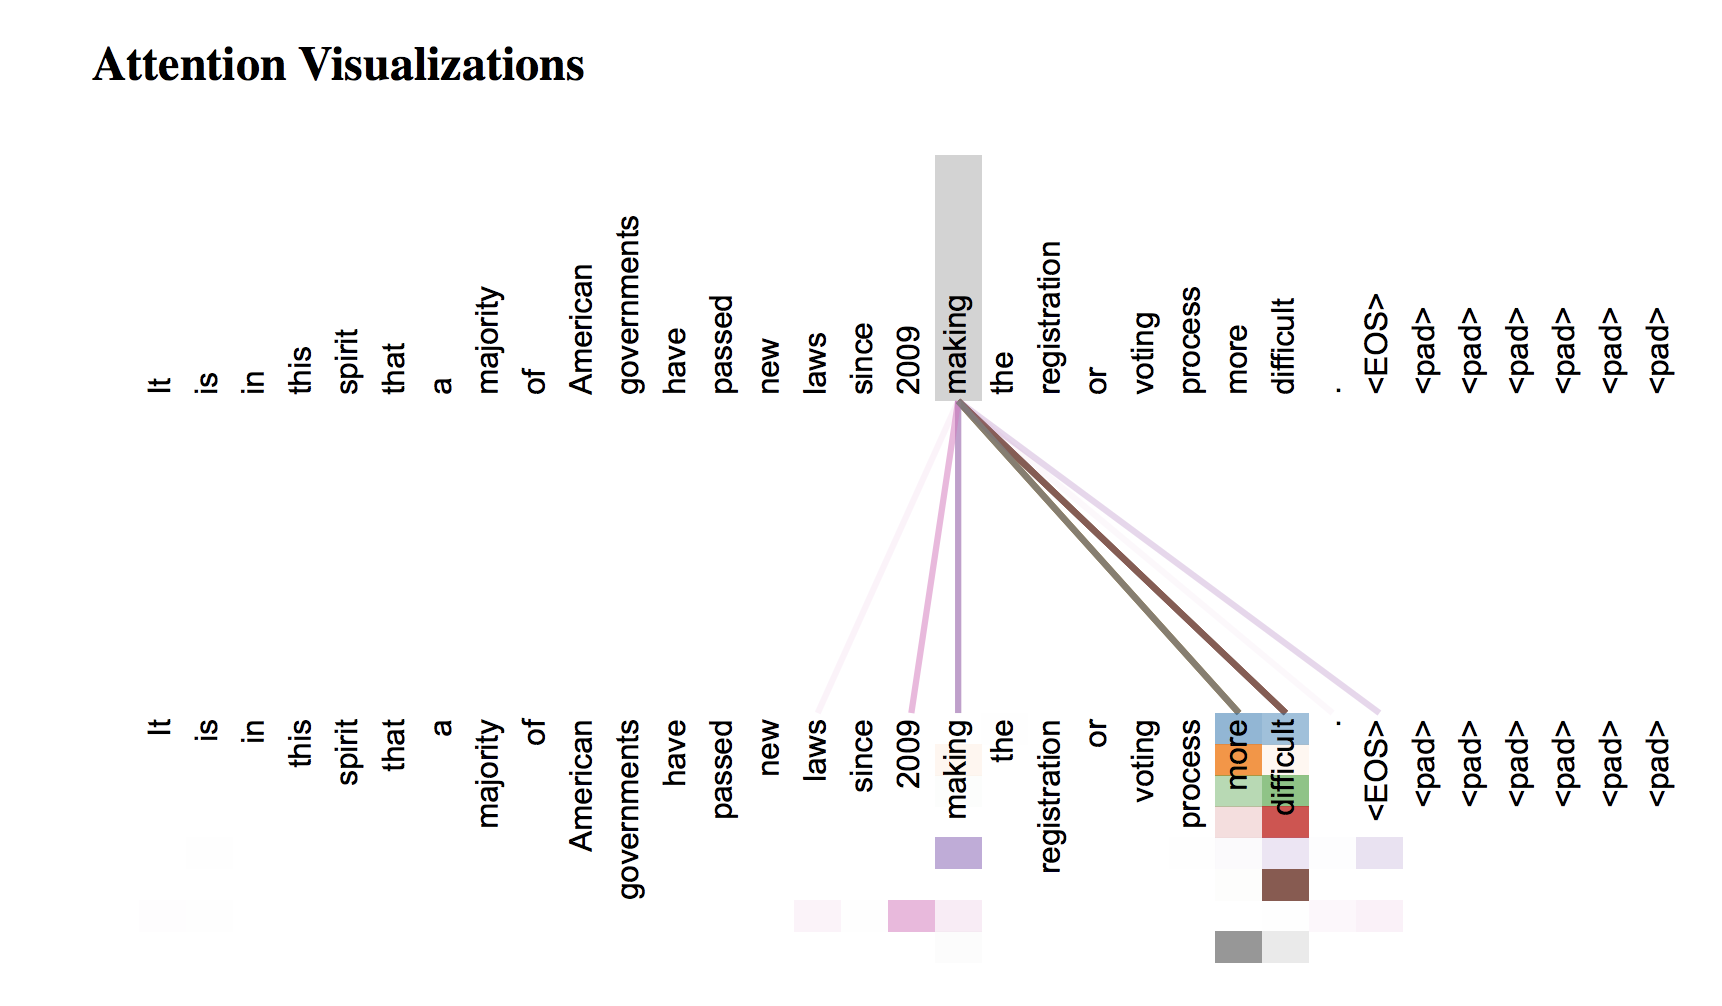 Attention Visualizations
It is in this spirit that a majority of American governments have passed new laws since 2009 making the registration or voting process more difficult . <EOS> <pad> <pad> <pad> <pad> <pad> <pad>
It is in this spirit that a majority of American governments have passed new laws since 2009 making the registration or voting process more difficult . <EOS> <pad> <pad> <pad> <pad> <pad> <pad>